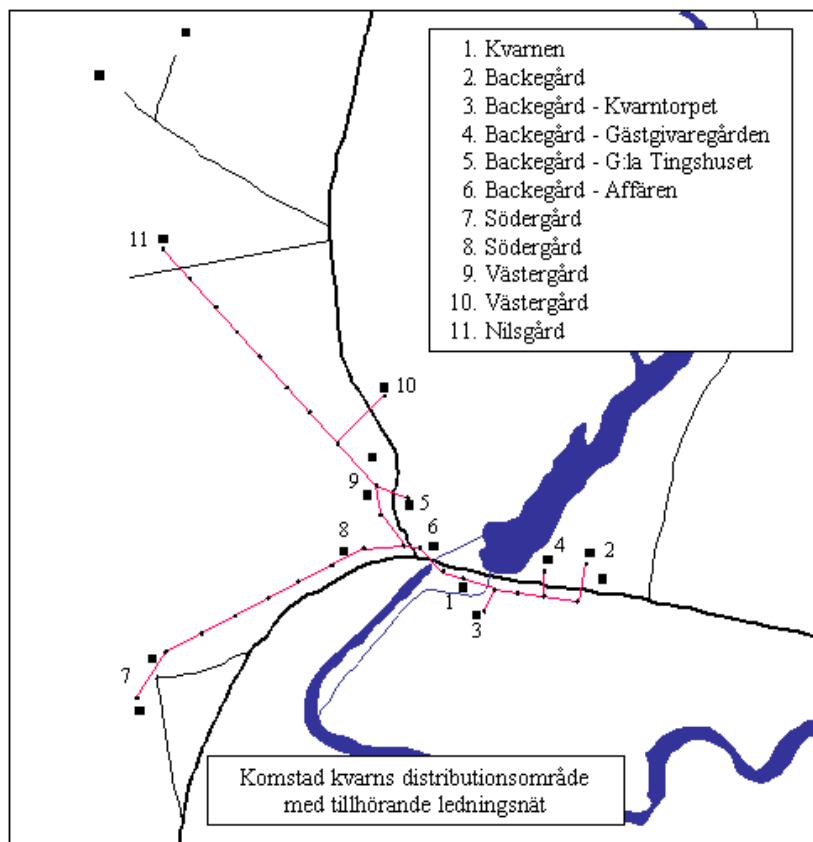 1. Kvarnen
2. Backegård
3. Backegård - Kvarntorpet
4. Backegård - Gästgivaregården
5. Backegård - G:la Tingshuset
6. Backegård - Affären
7. Södergård
8. Södergård
9. Västergård
10. Västergård
11. Nilsgård
11
10
9
5
8
6
4
2
1
3
7
Komstad kvarns distributionsområde
med tillhörande ledningsnät